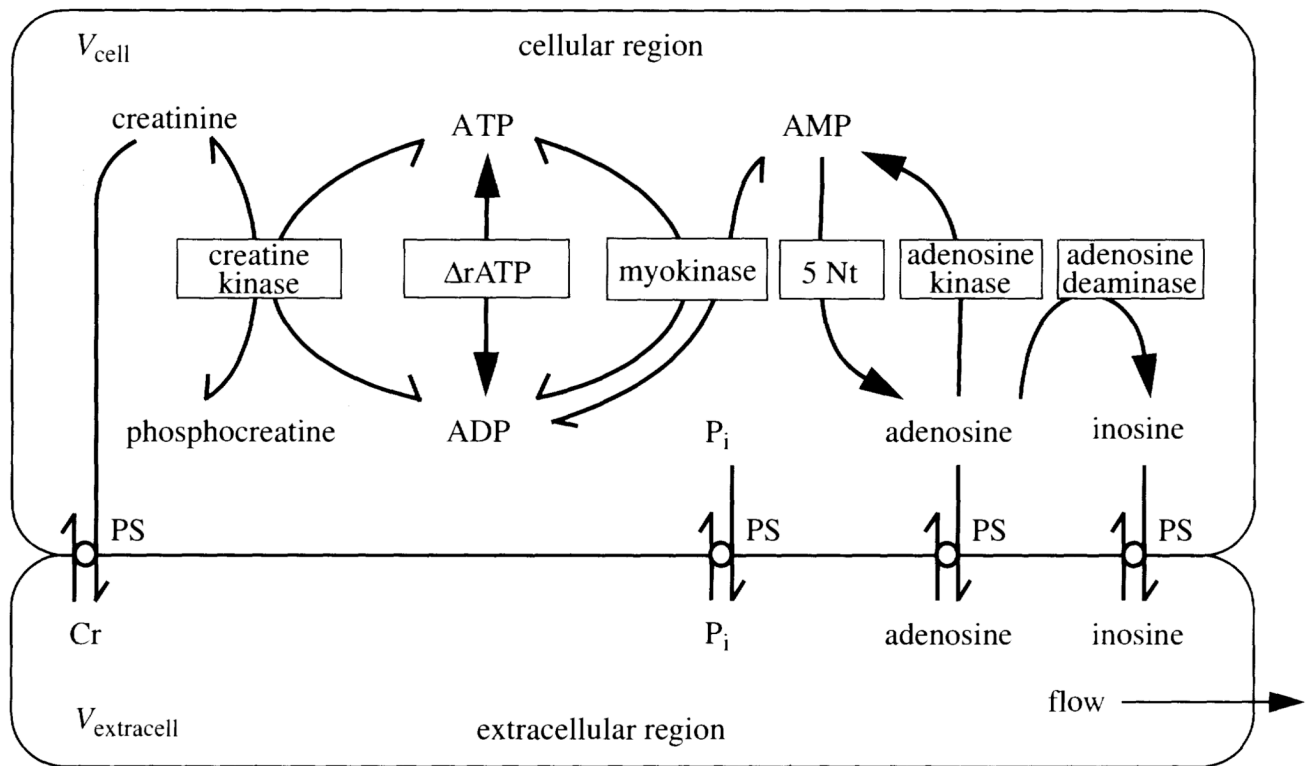 V_cell
cellular region
creatinine
ATP
AMP
creatine
kinase
ΔrATP
myokinase
5 Nt
adenosine
kinase
adenosine
deaminase
phosphocreatine
ADP
P_i
adenosine
inosine
PS
PS
PS
PS
Cr
P_i
adenosine
inosine
flow
V_extracell
extracellular region